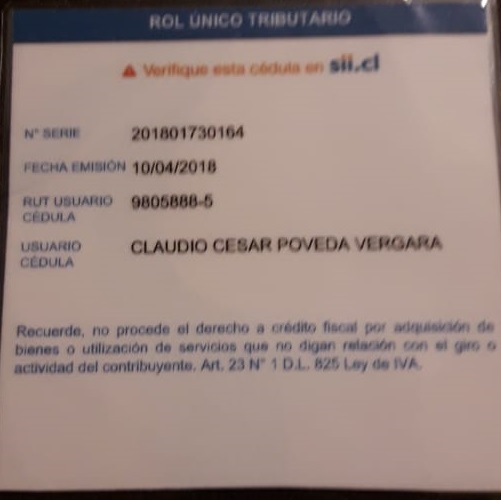 ROL ÚNICO TRIBUTARIO
Verifique esta cédula en sii.cl
N° SERIE 201801730164
FECHA EMISIÓN 10/04/2018
RUT USUARIO 9805888-5
CÉDULA
USUARIO CLAUDIO CESAR POVEDA VERGARA
CÉDULA
Recuerde, no procede el derecho a crédito fiscal por adquisición de
bienes o utilización de servicios que no digan relación con el giro o
actividad del contribuyente. Art. 23 N° 1 D.L. 825 Ley de IVA.